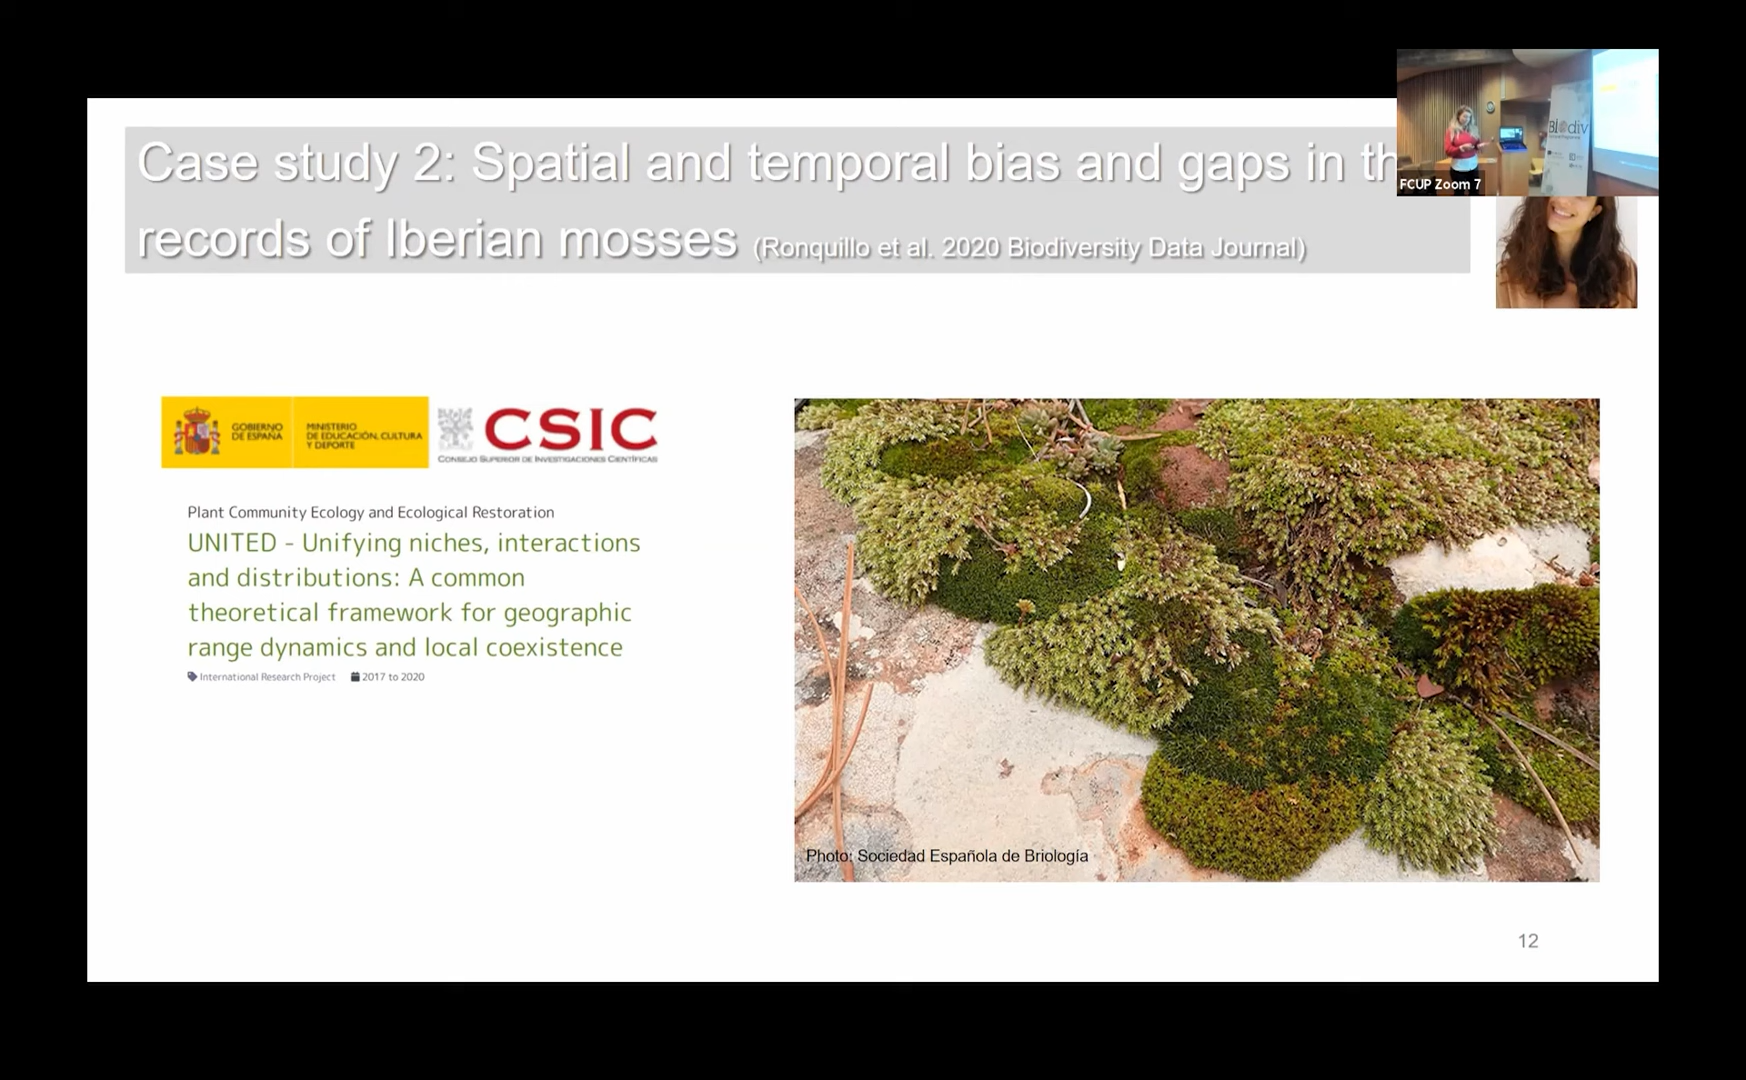 Case study 2: Spatial and temporal bias and gaps in th
records of Iberian mosses (Ronquillo et al. 2020 Biodiversity Data Journal)
FCUP Zoom 7
Biodiv
GOBIERNO
DE ESPAÑA
MINISTERIO
DE EDUCACIÓN, CULTURA
Y DEPORTE
CSIC
CONSEJO SUPERIOR DE INVESTIGACIONES CIENTÍFICAS
Plant Community Ecology and Ecological Restoration
UNITED - Unifying niches, interactions
and distributions: A common
theoretical framework for geographic
range dynamics and local coexistence
International Research Project 2017 to 2020
Photo: Sociedad Española de Briología
12